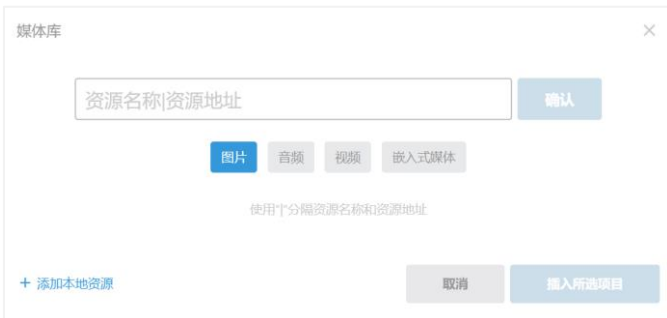 媒体库
资源名称|资源地址
确认
图片 音频 视频 嵌入式媒体
使用"|"分隔资源名称和资源地址
+ 添加本地资源
取消
插入所选项目